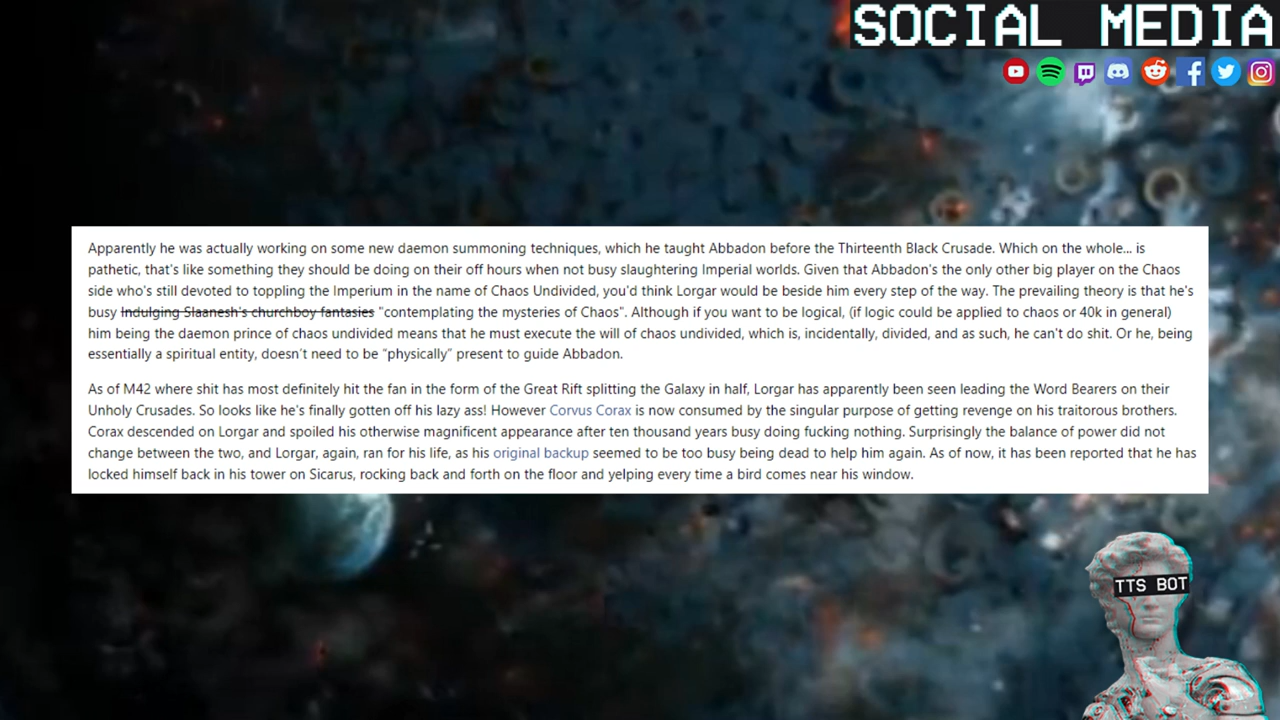 SOCIAL MEDIA
Apparently he was actually working on some new daemon summoning techniques, which he taught Abbadon before the Thirteenth Black Crusade. Which on the whole... is
pathetic, that's like something they should be doing on their off hours when not busy slaughtering Imperial worlds. Given that Abbadon's the only other big player on the Chaos
side who's still devoted to toppling the Imperium in the name of Chaos Undivided, you'd think Lorgar would be beside him every step of the way. The prevailing theory is that he's
busy Indulging Slaanesh's churchboy fantasies "contemplating the mysteries of Chaos". Although if you want to be logical, (if logic could be applied to chaos or 40k in general)
him being the daemon prince of chaos undivided means that he must execute the will of chaos undivided, which is, incidentally, divided, and as such, he can't do shit. Or he, being
essentially a spiritual entity, doesn´t need to be "physically" present to guide Abbadon.
As of M42 where shit has most definitely hit the fan in the form of the Great Rift splitting the Galaxy in half, Lorgar has apparently been seen leading the Word Bearers on their
Unholy Crusades. So looks like he's finally gotten off his lazy ass! However Corvus Corax is now consumed by the singular purpose of getting revenge on his traitorous brothers.
Corax descended on Lorgar and spoiled his otherwise magnificent appearance after ten thousand years busy doing fucking nothing. Surprisingly the balance of power did not
change between the two, and Lorgar, again, ran for his life, as his original backup seemed to be too busy being dead to help him again. As of now, it has been reported that he has
locked himself back in his tower on Sicarus, rocking back and forth on the floor and yelping every time a bird comes near his window.
TTS BOT